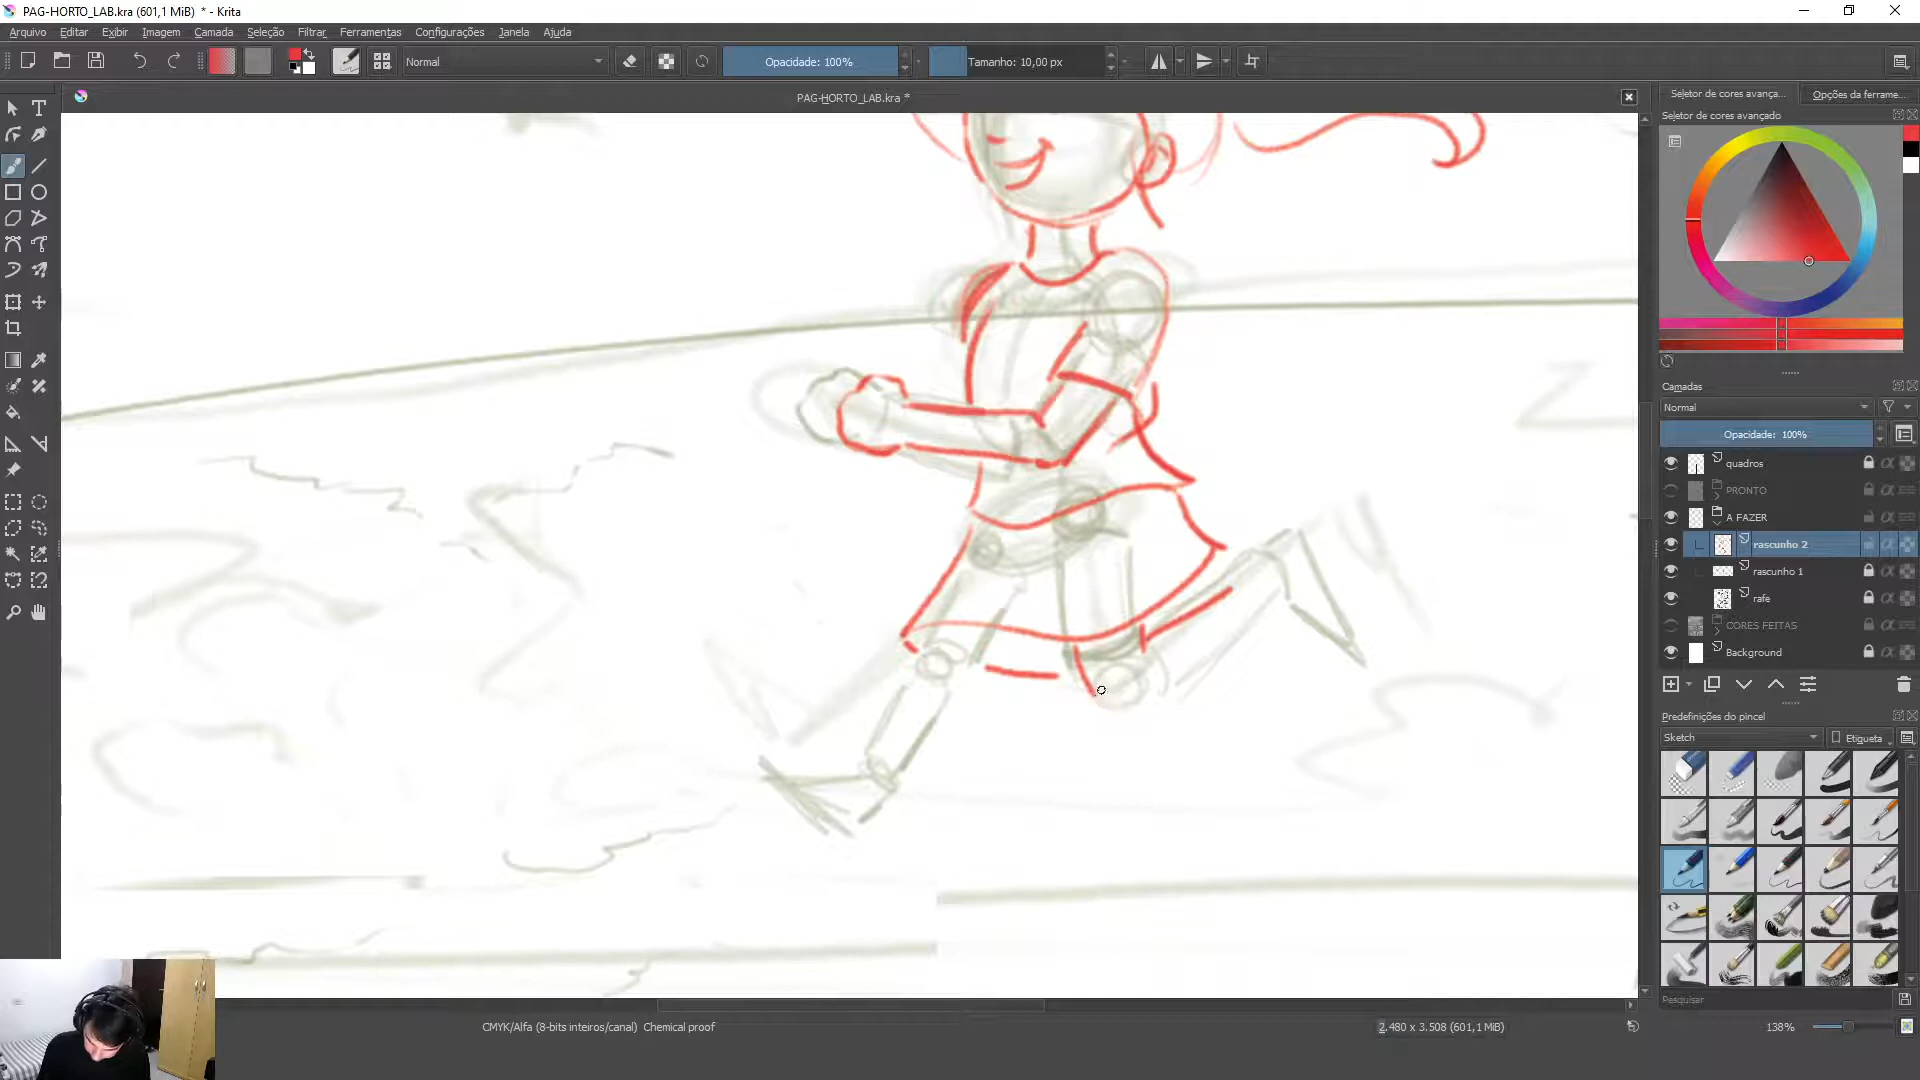 PAG-HORTO_LAB.kra (601,1 MiB) * - Krita
Arquivo Editar Exibir Imagem Camada Seleção Filtrar Ferramentas Configurações Janela Ajuda
Normal
Opacidade: 100%
Tamanho: 10,00 px
PAG-HORTO_LAB.kra *
Sejetor de cores avança...
Opções da ferrame...
Sejetor de cores avançado
Camadas
Normal
Opacidade: 100%
quadros
PRONTO
A FAZER
rascunho 2
rascunho 1
rafe
CORES FEITAS
Background
Predefinições do pincel
Sketch
Etiqueta
Pesquisar
CMYK/Alfa (8-bits inteiros/canal) Chemical proof
2.480 x 3.508 (601,1 MiB)
138%